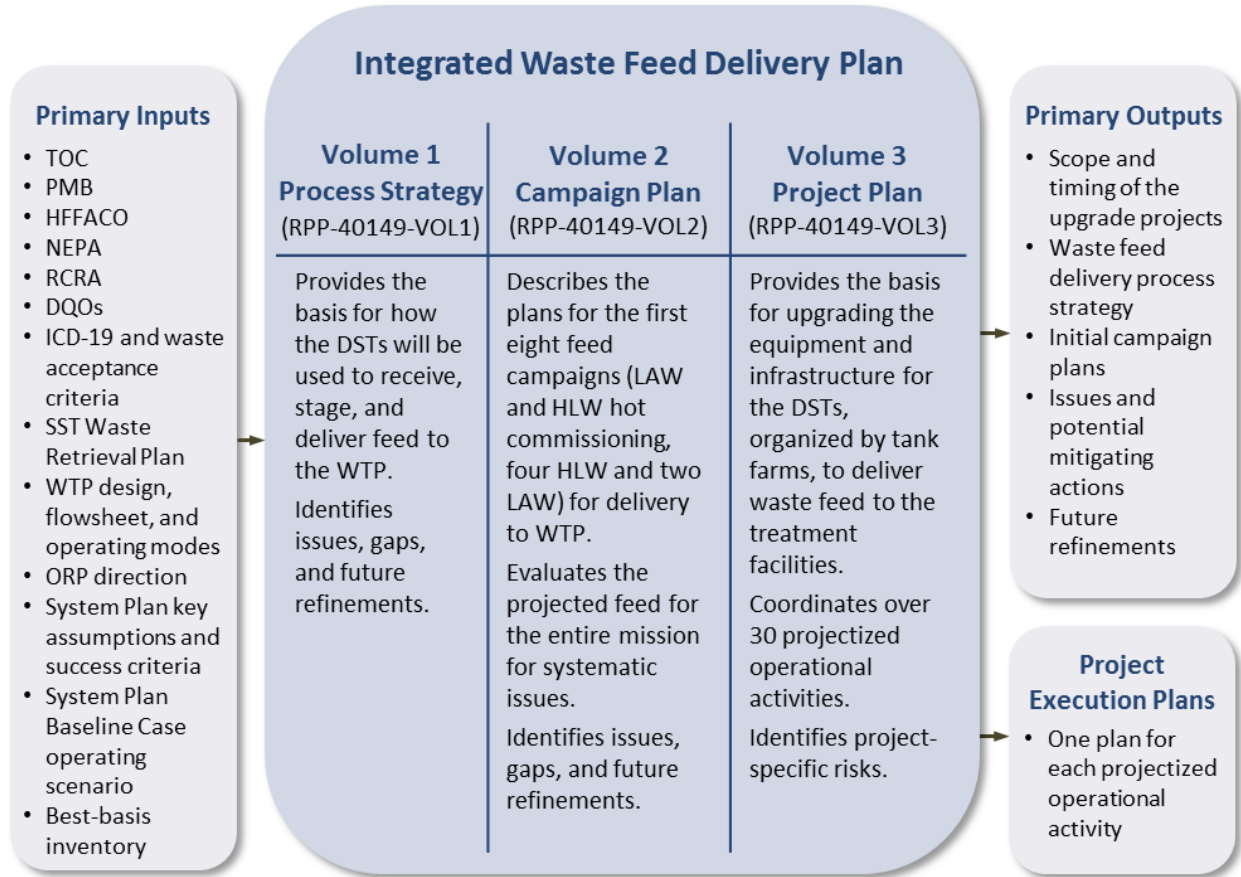 Integrated Waste Feed Delivery Plan
Primary Inputs
• TOC
• PMB
• HFFACO
• NEPA
• RCRA
• DQOs
• ICD-19 and waste
acceptance
criteria
• SST Waste
Retrieval Plan
• WTP design,
flowsheet, and
operating modes
• ORP direction
• System Plan key
assumptions and
success criteria
• System Plan
Baseline Case
operating
scenario
• Best-basis
inventory
Volume 1
Process Strategy
(RPP-40149-VOL1)
Provides the
basis for how
the DSTs will be
used to receive,
stage, and
deliver feed to
the WTP.
Identifies
issues, gaps,
and future
refinements.
Volume 2
Campaign Plan
(RPP-40149-VOL2)
Describes the
plans for the first
eight feed
campaigns (LAW
and HLW hot
commissioning,
four HLW and two
LAW) for delivery
to WTP.
Evaluates the
projected feed for
the entire mission
for systematic
issues.
Identifies issues,
gaps, and future
refinements.
Volume 3
Project Plan
(RPP-40149-VOL3)
Provides the basis
for upgrading the
equipment and
infrastructure for
the DSTs,
organized by tank
farms, to deliver
waste feed to the
treatment
facilities.
Coordinates over
30 projectized
operational
activities.
Identifies project-
specific risks.
Primary Outputs
• Scope and
timing of the
upgrade projects
• Waste feed
delivery process
strategy
• Initial campaign
plans
• Issues and
potential
mitigating
actions
• Future
refinements
Project
Execution Plans
• One plan for
each projectized
operational
activity